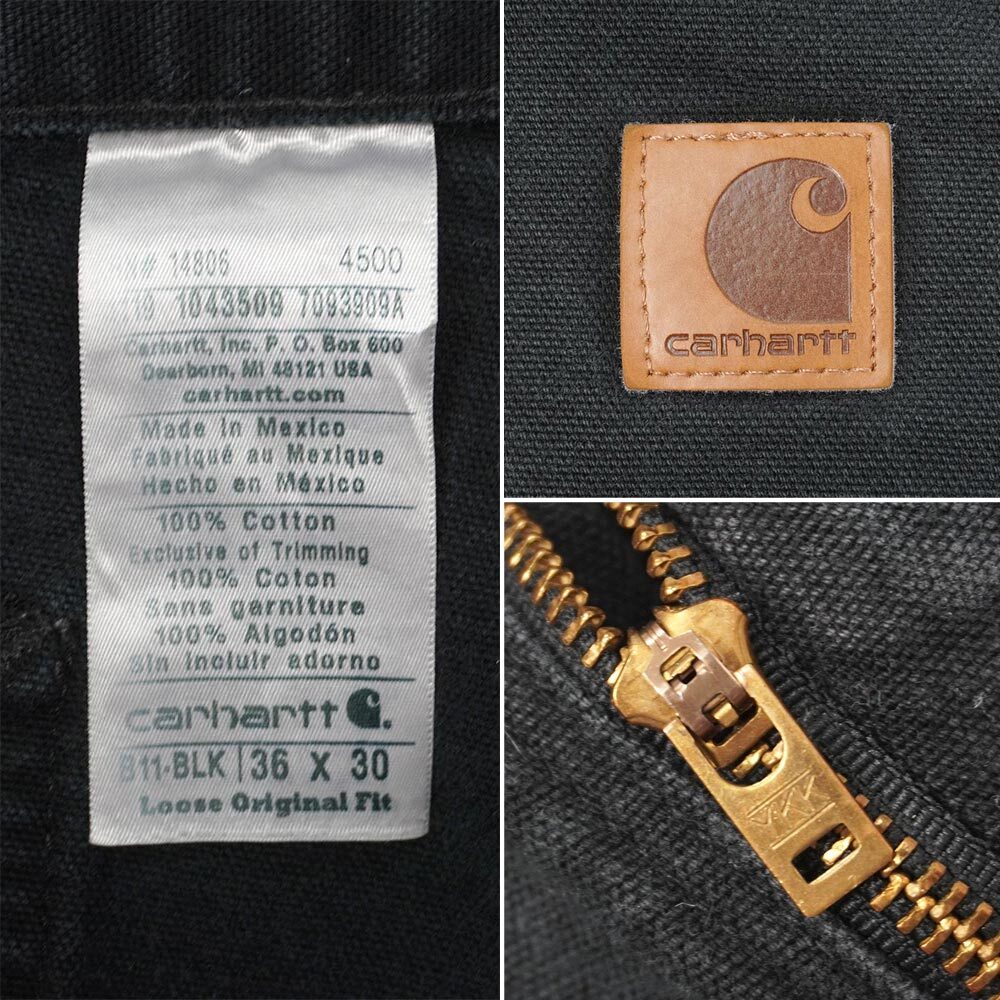 14806 4500
1043509 7093909A
Carhartt, Inc. P. O. Box 600
Dearborn, MI 48121 USA
carhartt.com
Made in Mexico
Fabriqué au Mexique
Hecho en México
100% Cotton
Exclusive of Trimming
100% Coton
Sans garniture
100% Algodón
Sin incluir adorno
carhartt
B11-BLK 36 X 30
Loose Original Fit
carhartt
YKK